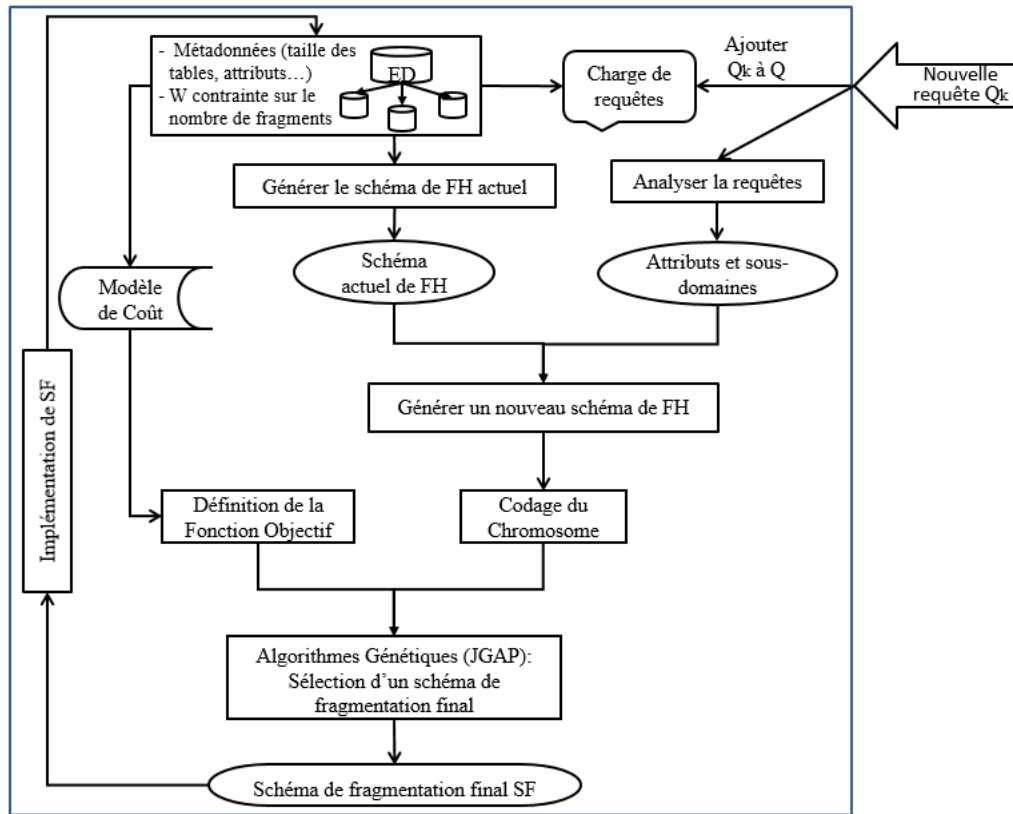 - Métadonnées (taille des
tables, attributs…)
- W contrainte sur le
nombre de fragments
ED
Charge de
requêtes
Ajouter
Qk à Q
Nouvelle
requête Qk
Générer le schéma de FH actuel
Analyser la requêtes
Schéma
actuel de FH
Attributs et sous-
domaines
Modèle
de Coût
Générer un nouveau schéma de FH
Implémentation de SF
Définition de la
Fonction Objectif
Codage du
Chromosome
Algorithmes Génétiques (JGAP):
Sélection d’un schéma de
fragmentation final
Schéma de fragmentation final SF